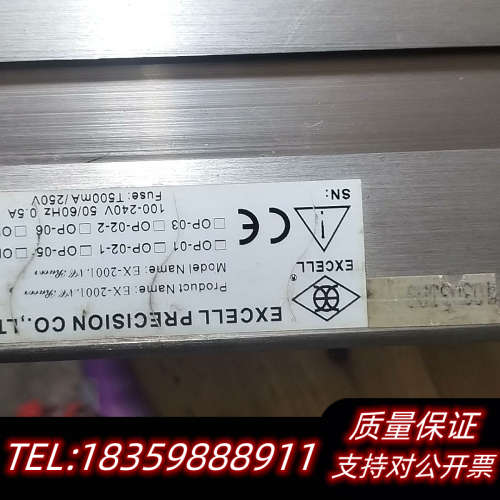 EXCELL PRECISION CO.,LT
EXCELL
®
Product Name: EX-2001
Model Name: EX-2001
OP-01 □OP-02-1 □OP-05
OP-03 □OP-02-2 □OP-06
CE
100-240V 50/60Hz 0.5A
Fuse: T500mA/250V
SN:
TEL:18359888911
质量保证
支持对公开票